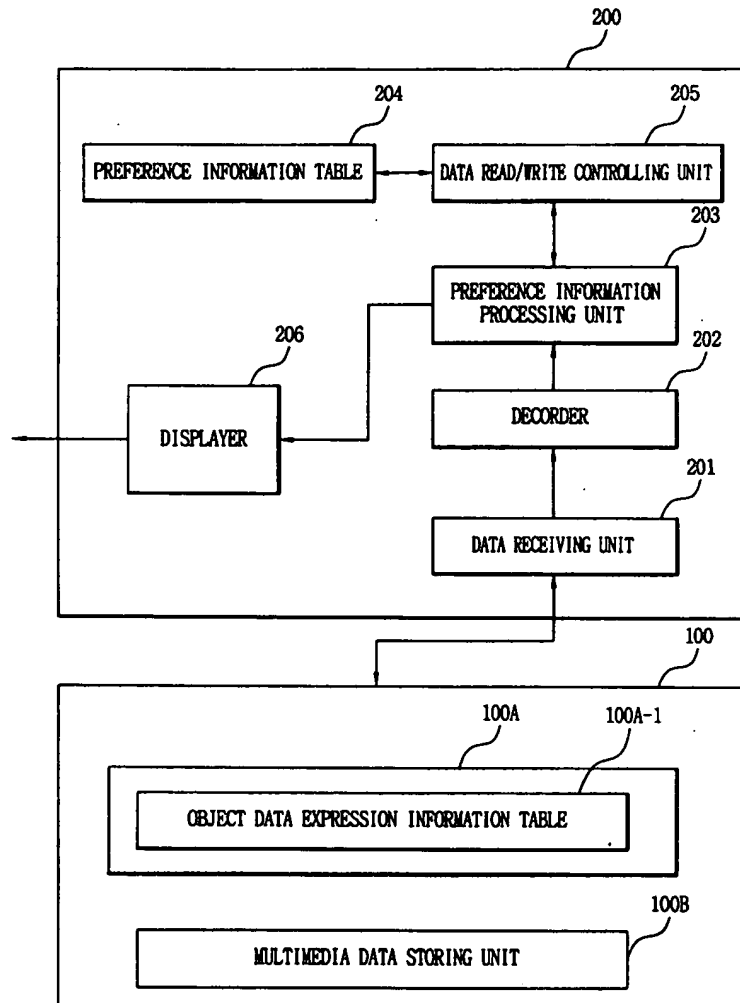 200
204
205
PREFERENCE INFORMATION TABLE
DATA READ/WRITE CONTROLLING UNIT
203
PREFERENCE INFORMATION
PROCESSING UNIT
206
202
DISPLAYER
DECORDER
201
DATA RECEIVING UNIT
100
100A
100A-1
OBJECT DATA EXPRESSION INFORMATION TABLE
100B
MULTIMEDIA DATA STORING UNIT